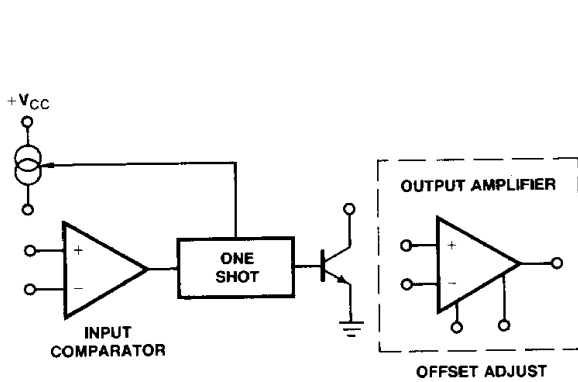 +VCC
OUTPUT AMPLIFIER
+
−
ONE
SHOT
+
−
INPUT
COMPARATOR
OFFSET ADJUST